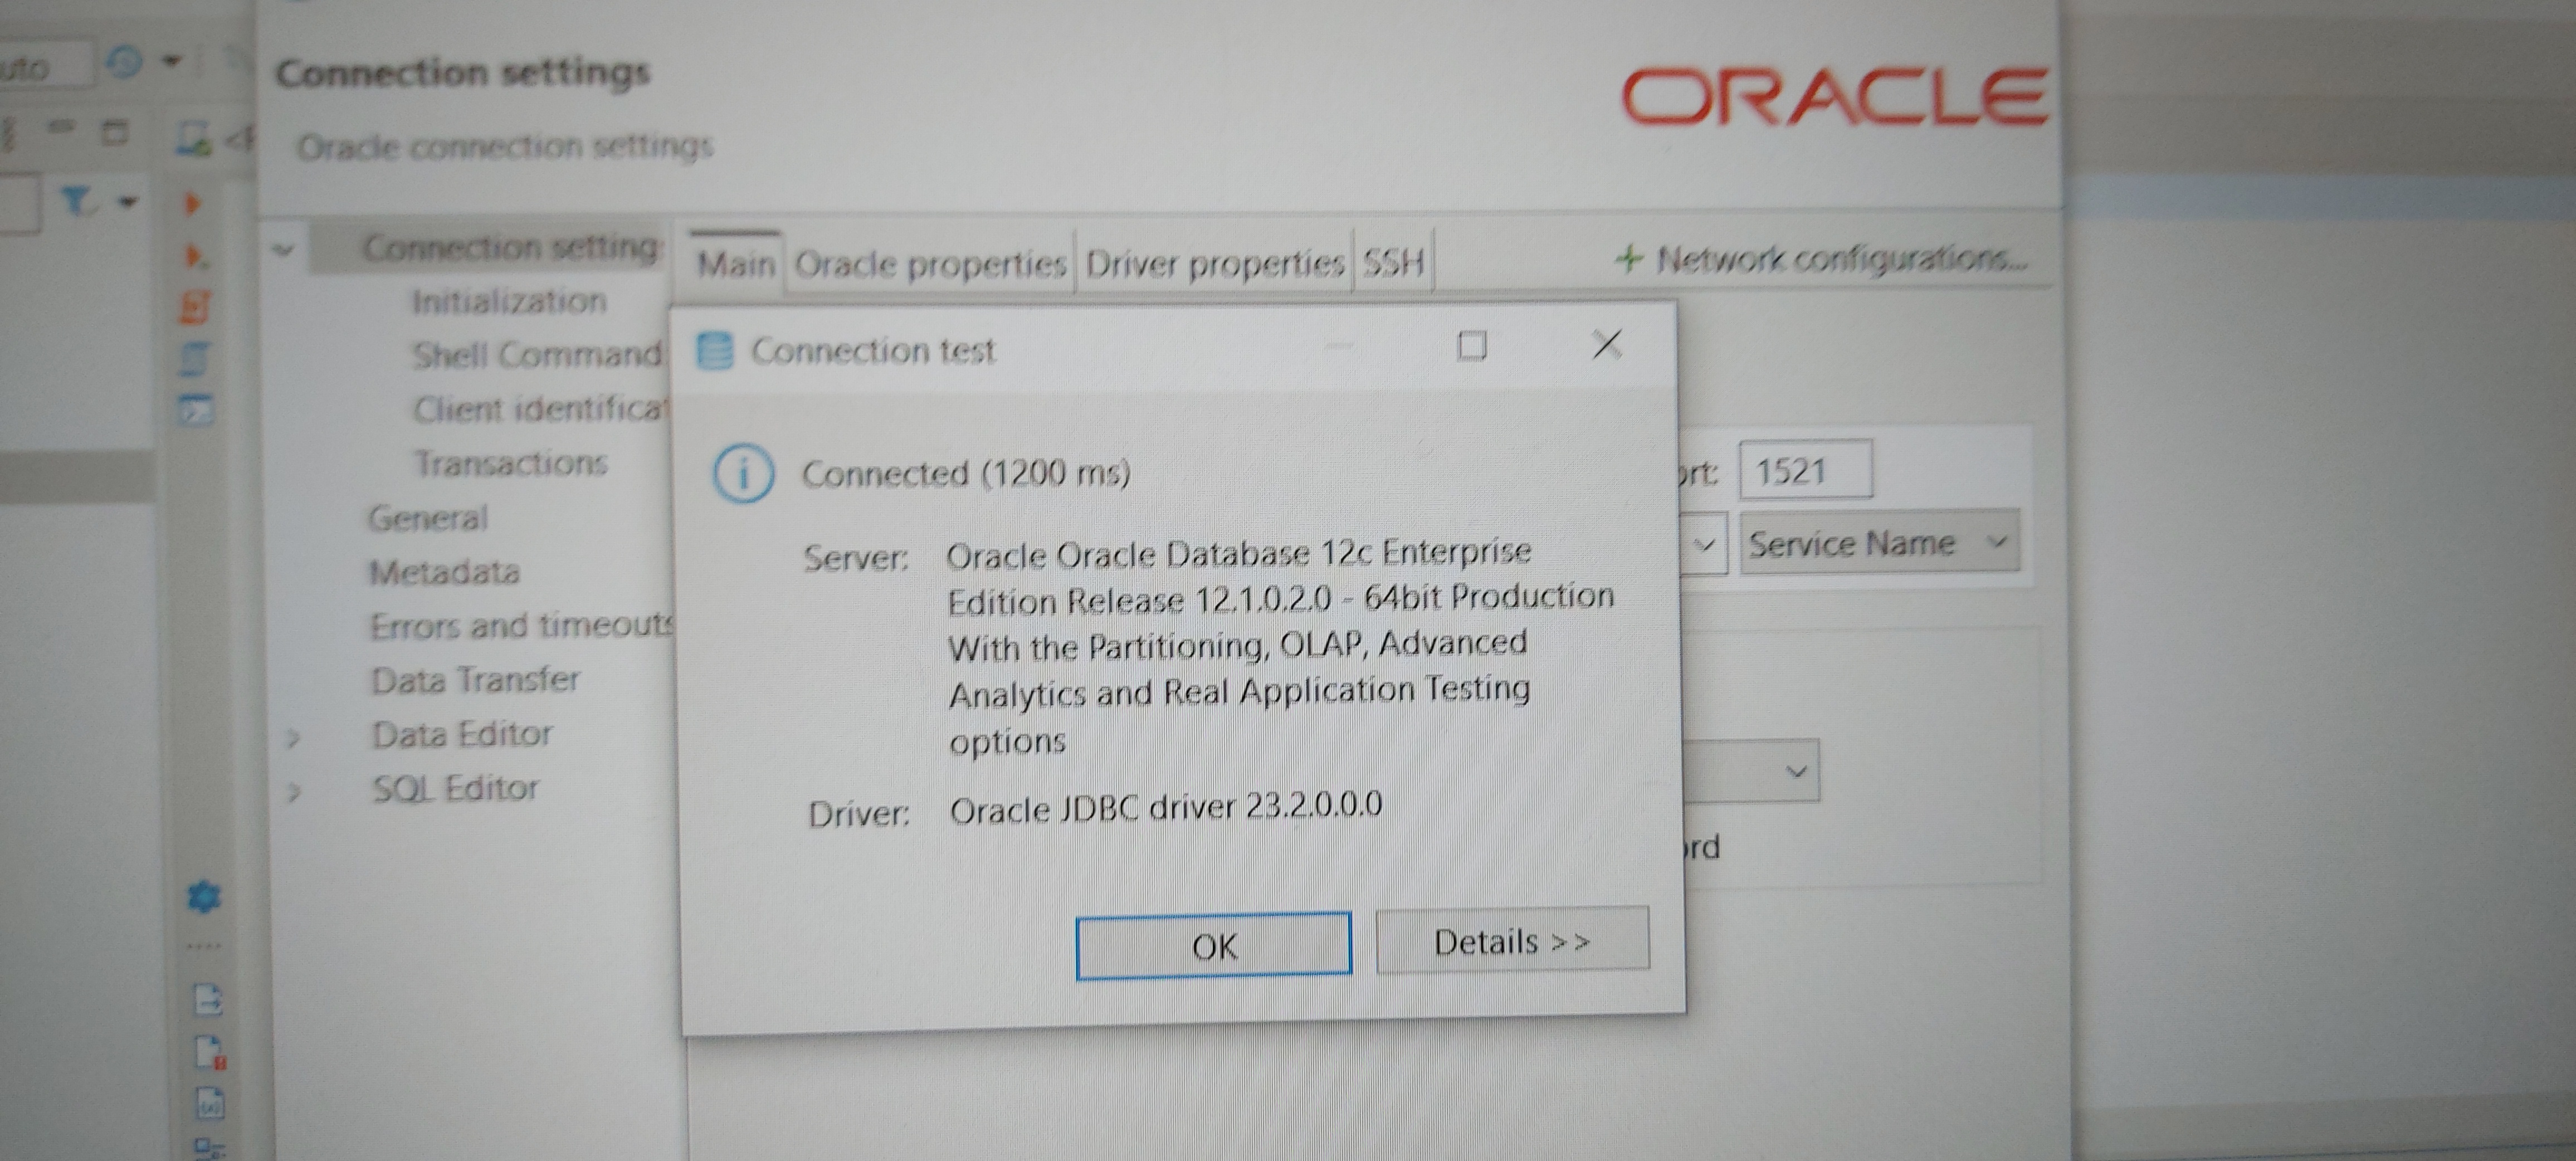 uto
Connection settings
ORACLE
Oracle connection settings
Connection setting
Main
Oracle properties
Driver properties
SSH
Network configurations...
Initialization
Shell Command
Client identificat
Transactions
General
Metadata
Errors and timeouts
Data Transfer
Data Editor
SQL Editor
Connection test
Connected (1200 ms)
Server: Oracle Oracle Database 12c Enterprise
Edition Release 12.1.0.2.0 - 64bit Production
With the Partitioning, OLAP, Advanced
Analytics and Real Application Testing
options
Driver: Oracle JDBC driver 23.2.0.0.0
OK
Details >>
ort: 1521
Service Name
rd